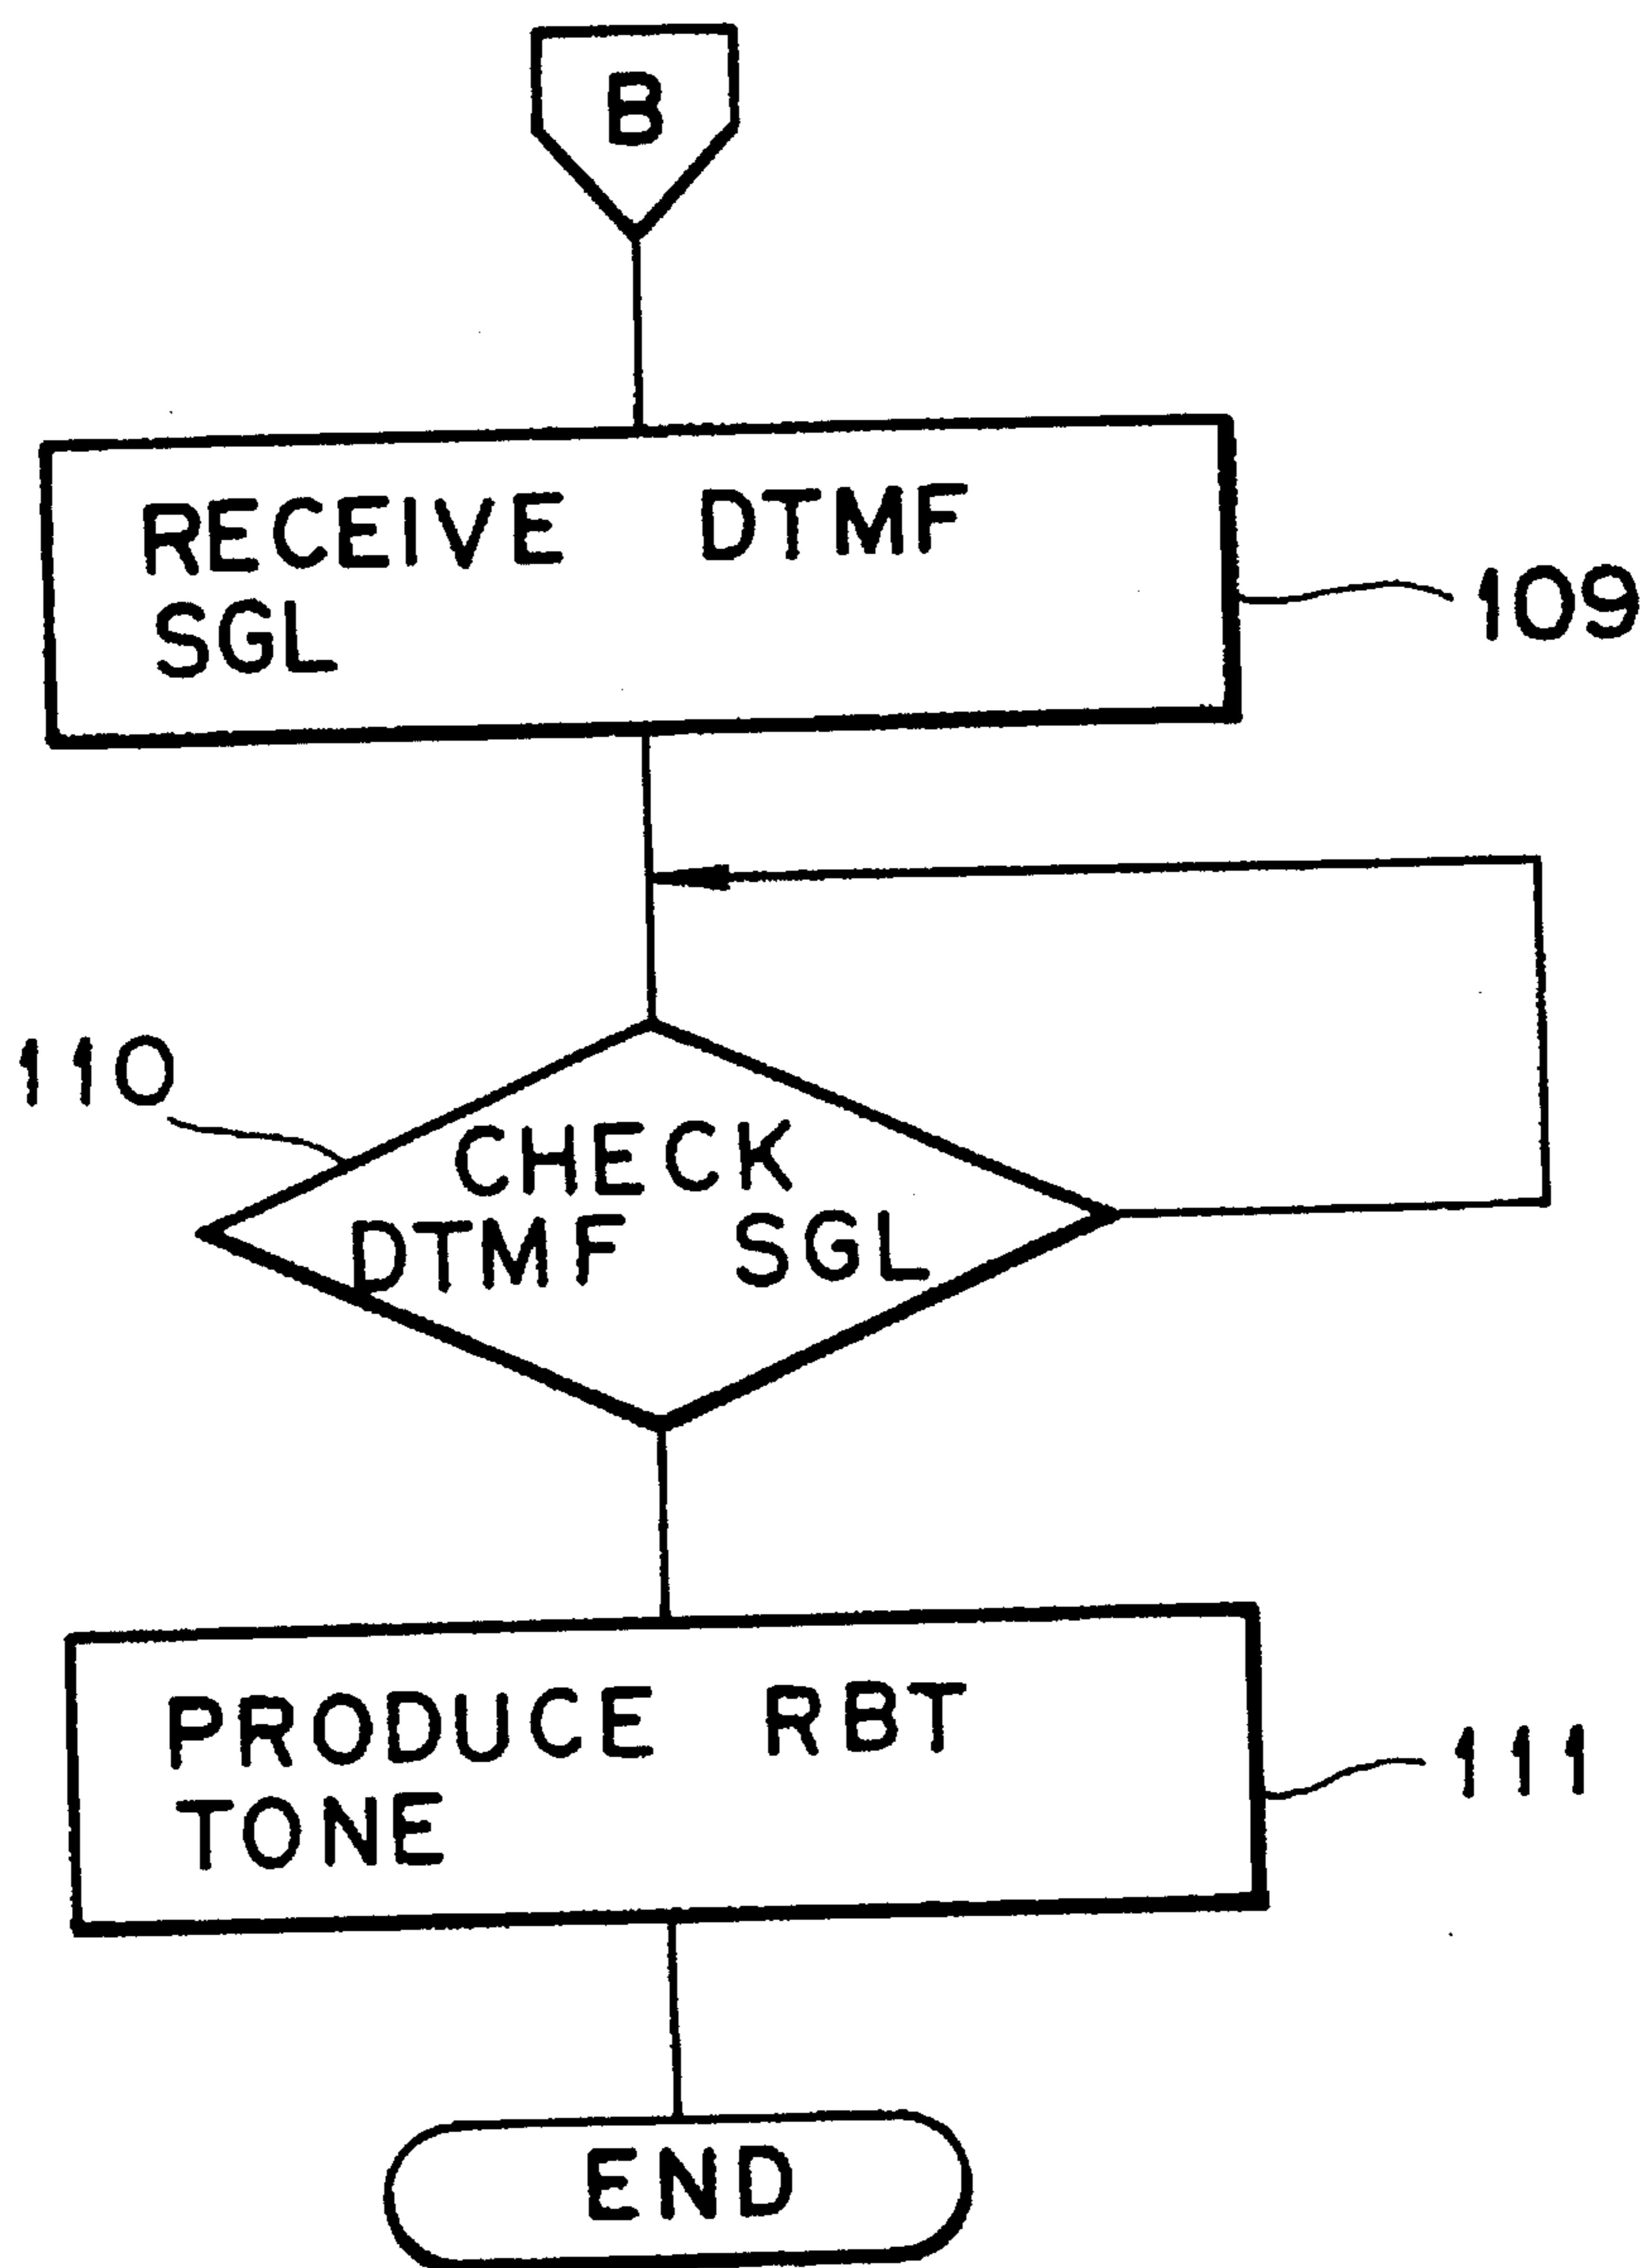 B
RECEIVE DTMF
SGL
109
110
CHECK
DTMF SGL
PRODUCE RBT
TONE
111
END